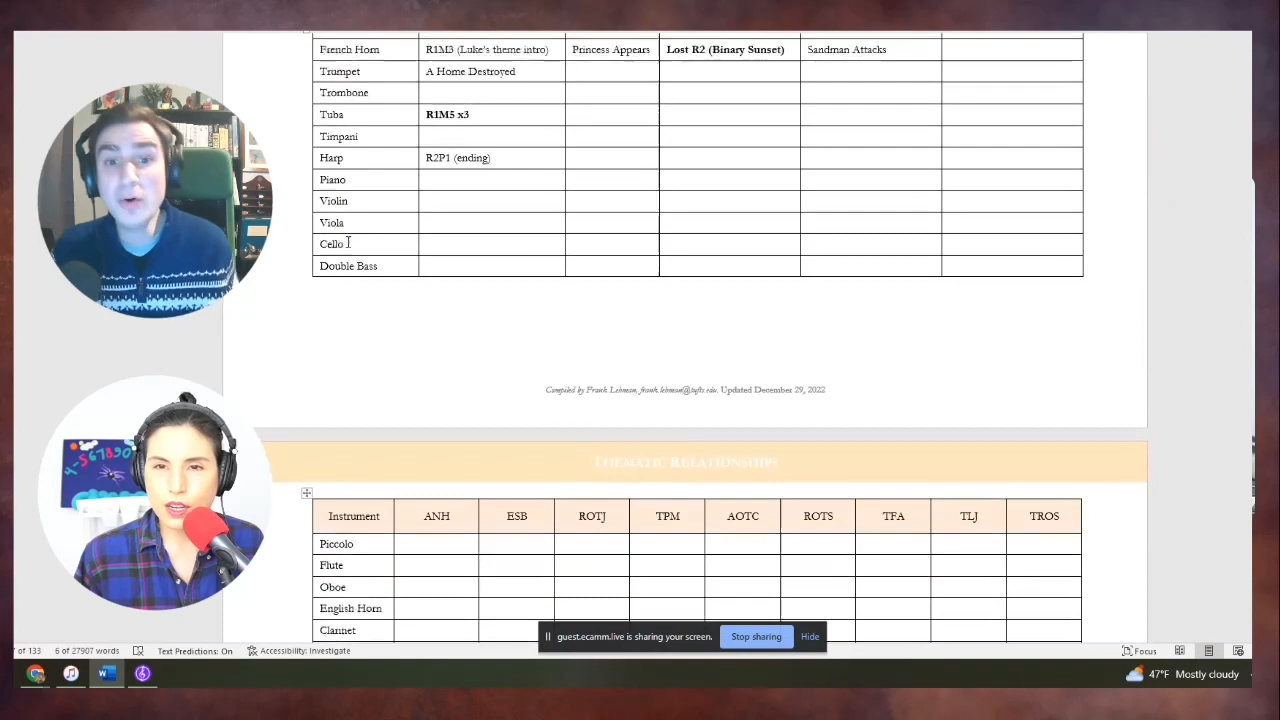 French Horn R1M3 (Luke's theme intro) Princess Appears Lost R2 (Binary Sunset) Sandman Attacks
Trumpet A Home Destroyed
Trombone
Tuba R1M5 x3
Timpani
Harp R2P1 (ending)
Piano
Violin
Viola
Cello
Double Bass
Compiled by Frank Lehman, frank.lehman@tufts.edu. Updated December 29, 2022
4-567890
Thematic Relationships
Instrument ANH ESB ROTJ TPM AOTC ROTS TFA TLJ TROS
Piccolo
Flute
Oboe
English Horn
Clarinet
guest.ecamm.live is sharing your screen. Stop sharing Hide
of 133 6 of 27907 words Text Predictions: On Accessibility: Investigate Focus
47°F Mostly cloudy